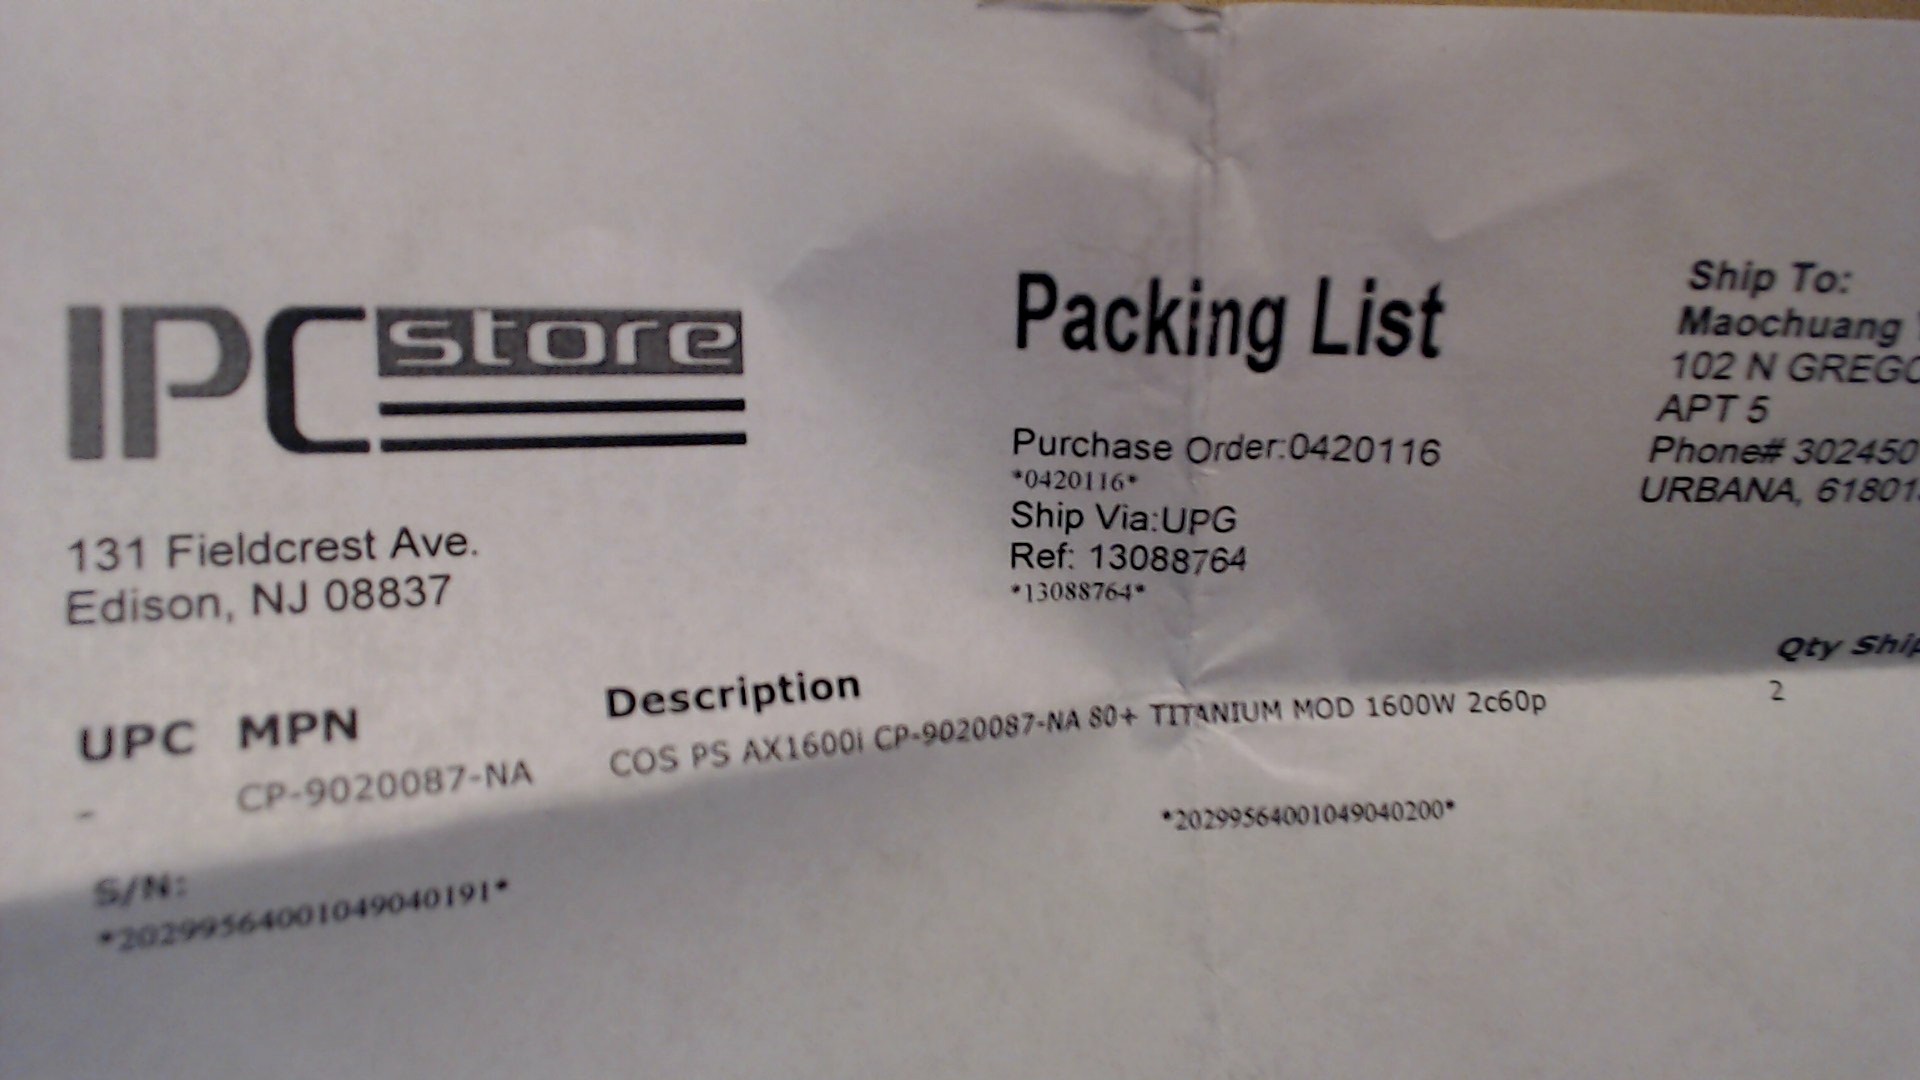 IPC store
131 Fieldcrest Ave.
Edison, NJ 08837
Packing List
Purchase Order:0420116
*0420116*
Ship Via:UPG
Ref: 13088764
*13088764*
Ship To:
Maochuang
102 N GREGO
APT 5
Phone# 302450
URBANA, 61801
UPC MPN Description Qty Ship
- CP-9020087-NA COS PS AX1600i CP-9020087-NA 80+ TITANIUM MOD 1600W 2c60p 2
S/N:
*20299564001049040191* *20299564001049040200*